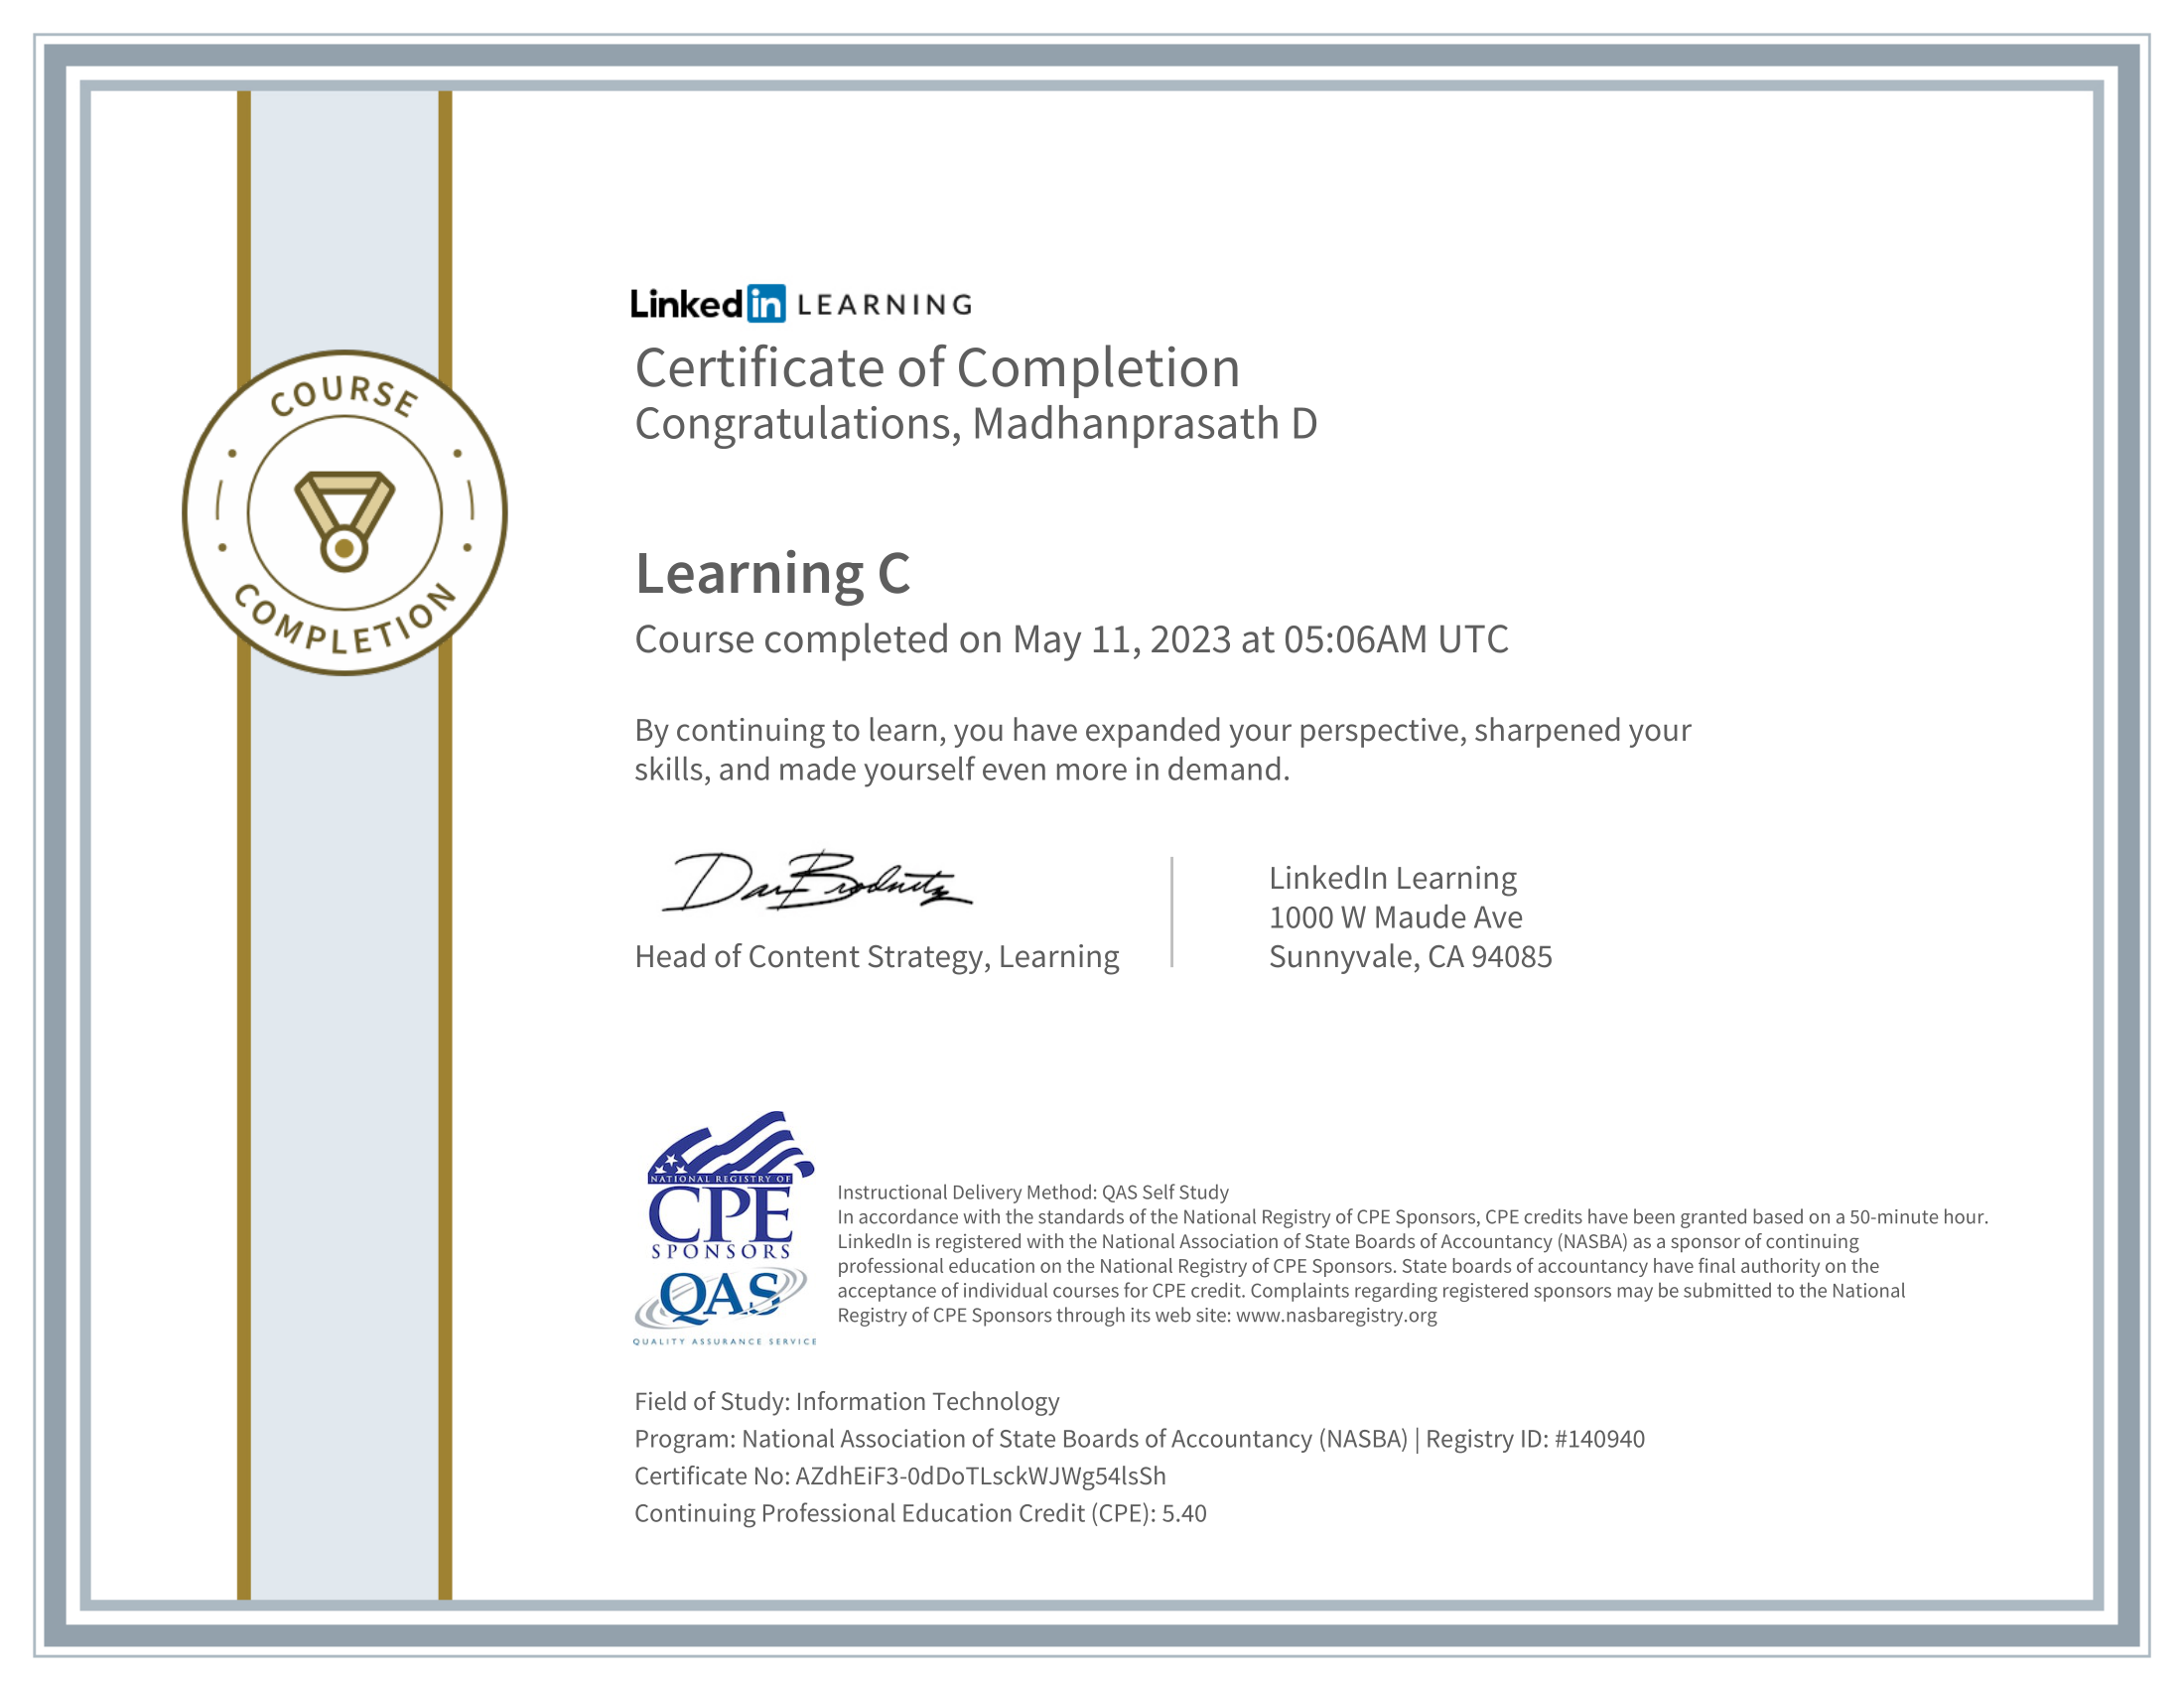 COURSE
COMPLETION
Linkedin LEARNING
Certificate of Completion
Congratulations, Madhanprasath D
Learning C
Course completed on May 11, 2023 at 05:06AM UTC
By continuing to learn, you have expanded your perspective, sharpened your
skills, and made yourself even more in demand.
Head of Content Strategy, Learning
LinkedIn Learning
1000 W Maude Ave
Sunnyvale, CA 94085
NATIONAL REGISTRY OF
CPE
SPONSORS
QAS
QUALITY ASSURANCE SERVICE
Instructional Delivery Method: QAS Self Study
In accordance with the standards of the National Registry of CPE Sponsors, CPE credits have been granted based on a 50-minute hour.
LinkedIn is registered with the National Association of State Boards of Accountancy (NASBA) as a sponsor of continuing
professional education on the National Registry of CPE Sponsors. State boards of accountancy have final authority on the
acceptance of individual courses for CPE credit. Complaints regarding registered sponsors may be submitted to the National
Registry of CPE Sponsors through its web site: www.nasbaregistry.org
Field of Study: Information Technology
Program: National Association of State Boards of Accountancy (NASBA) | Registry ID: #140940
Certificate No: AZdhEiF3-0dDoTLsckWJWg54lsSh
Continuing Professional Education Credit (CPE): 5.40